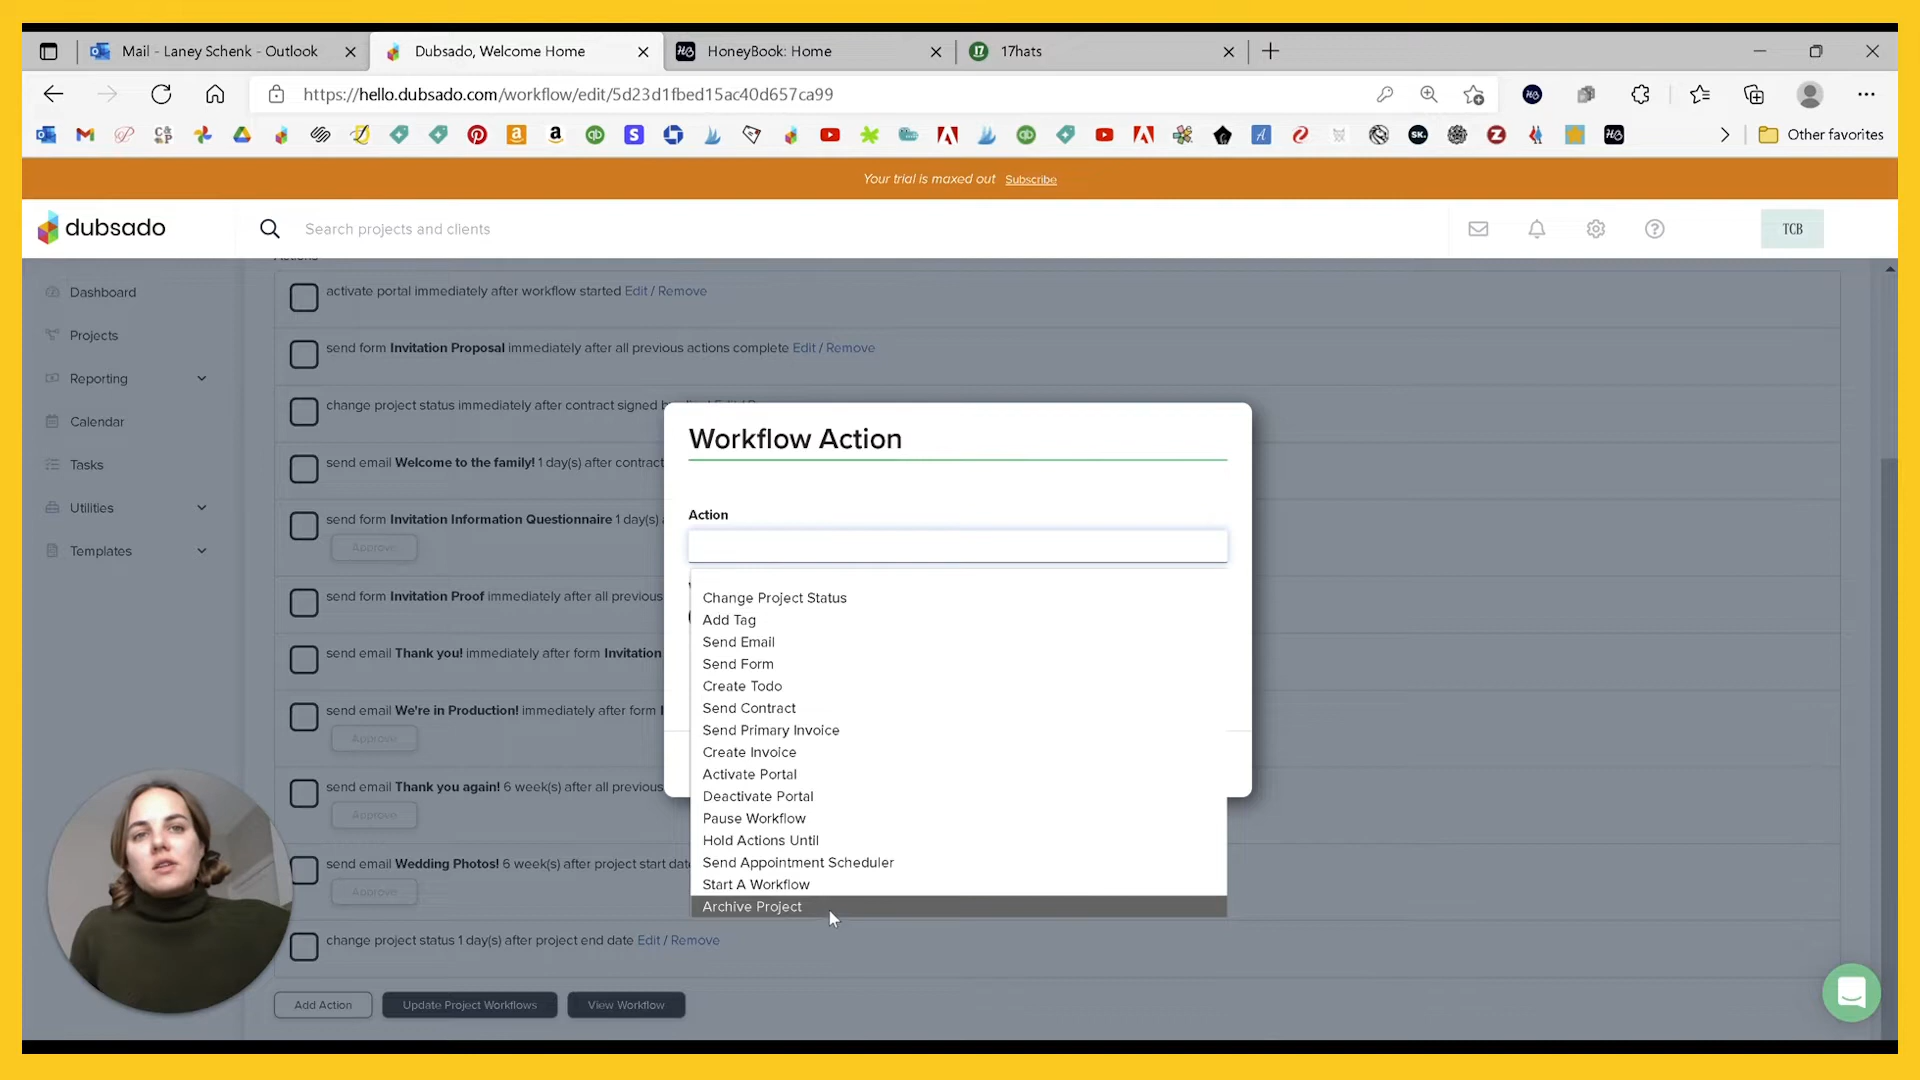 Mail - Laney Schenk - Outlook
Dubsado, Welcome Home
HB
HoneyBook: Home
17
17hats
https://hello.dubsado.com/workflow/edit/5d23d1fbed15ac40d657ca99
Other favorites
Your trial is maxed out Subscribe
dubsado
Search projects and clients
TCB
Dashboard
Projects
Reporting
Calendar
Tasks
Utilities
Templates
Actions
activate portal immediately after workflow started Edit / Remove
send form Invitation Proposal immediately after all previous actions complete Edit / Remove
change project status immediately after contract signed
send email Welcome to the family! 1 day(s) after contract
send form Invitation Information Questionnaire 1 day(s)
Approve
send form Invitation Proof immediately after all previous
send email Thank you! immediately after form Invitation
send email We're in Production! immediately after form
Approve
send email Thank you again! 6 week(s) after all previous
Approve
send email Wedding Photos! 6 week(s) after project start
Approve
change project status 1 day(s) after project end date Edit / Remove
Add Action
Update Project Workflows
View Workflow
Workflow Action
Action
Change Project Status
Add Tag
Send Email
Send Form
Create Todo
Send Contract
Send Primary Invoice
Create Invoice
Activate Portal
Deactivate Portal
Pause Workflow
Hold Actions Until
Send Appointment Scheduler
Start A Workflow
Archive Project